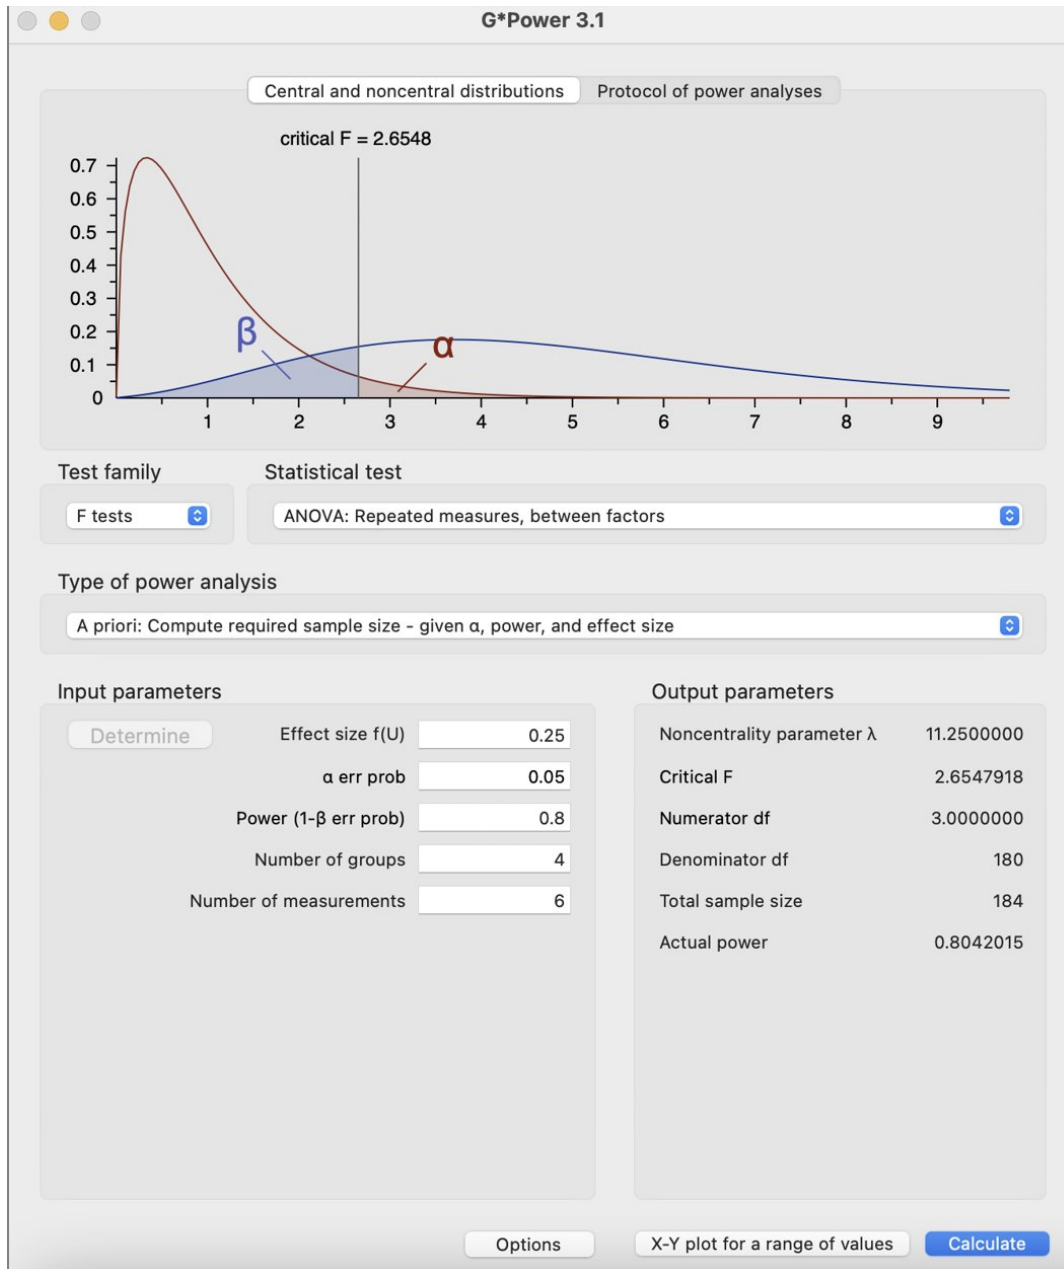 G*Power 3.1
Central and noncentral distributions Protocol of power analyses
critical F = 2.6548
0.7
0.6
0.5
0.4
0.3
0.2
0.1
0
β
α
1 2 3 4 5 6 7 8 9
Test family Statistical test
F tests ANOVA: Repeated measures, between factors
Type of power analysis
A priori: Compute required sample size - given α, power, and effect size
Input parameters
Determine Effect size f(U) 0.25
α err prob 0.05
Power (1-β err prob) 0.8
Number of groups 4
Number of measurements 6
Output parameters
Noncentrality parameter λ 11.2500000
Critical F 2.6547918
Numerator df 3.0000000
Denominator df 180
Total sample size 184
Actual power 0.8042015
Options X-Y plot for a range of values Calculate